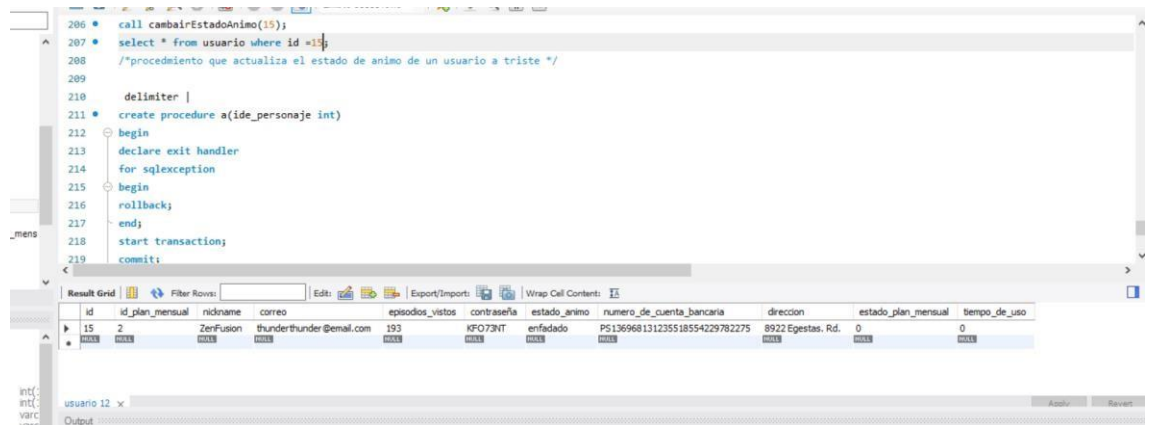 206 call cambairEstadoAnimo(15);
207 select * from usuario where id =15;
208 /*procedmiento que actualiza el estado de animo de un usuario a triste */
209
210 delimiter |
211 create procedure a(ide_personaje int)
212 begin
213 declare exit handler
214 for sqlexception
215 begin
216 rollback;
217 end;
218 start transaction;
219 commit;
_mens
Result Grid Filter Rows: Edit: Export/Import: Wrap Cell Content:
id id_plan_mensual nickname correo episodios_vistos contraseña estado_animo numero_de_cuenta_bancaria direccion estado_plan_mensual tiempo_de_uso
15 2 ZenFusion thunderthunder@email.com 193 KFO73NT enfadado PS136968131235518554229782275 8922 Egestas. Rd. 0 0
NULL NULL NULL NULL NULL NULL NULL NULL NULL NULL NULL
int(
int(
varc
usuario 12 Apply Revert
Output